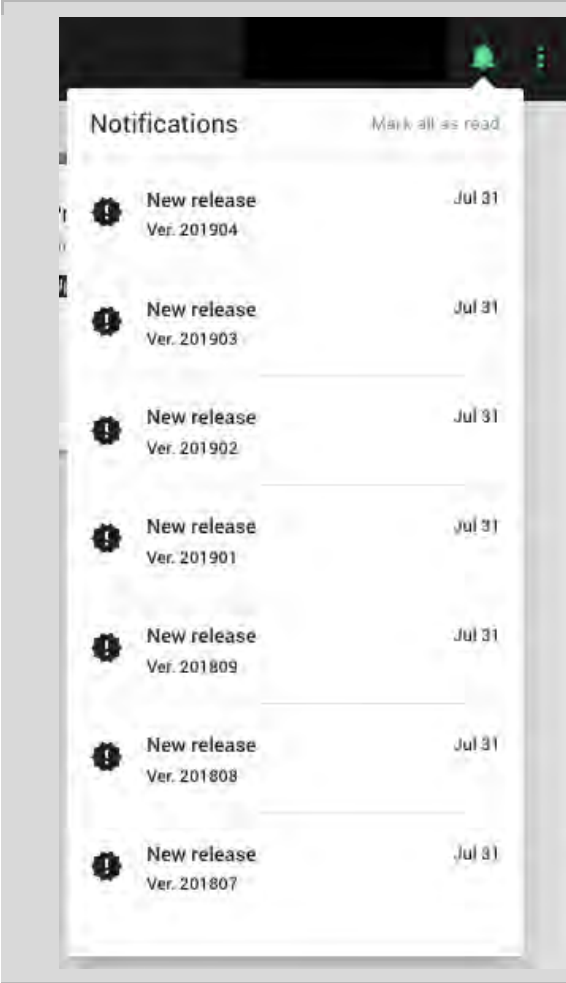 Notifications
Mark all as read
New release
Jul 31
Ver. 201904
New release
Jul 31
Ver. 201903
New release
Jul 31
Ver. 201902
New release
Jul 31
Ver. 201901
New release
Jul 31
Ver. 201809
New release
Jul 31
Ver. 201808
New release
Jul 31
Ver. 201807